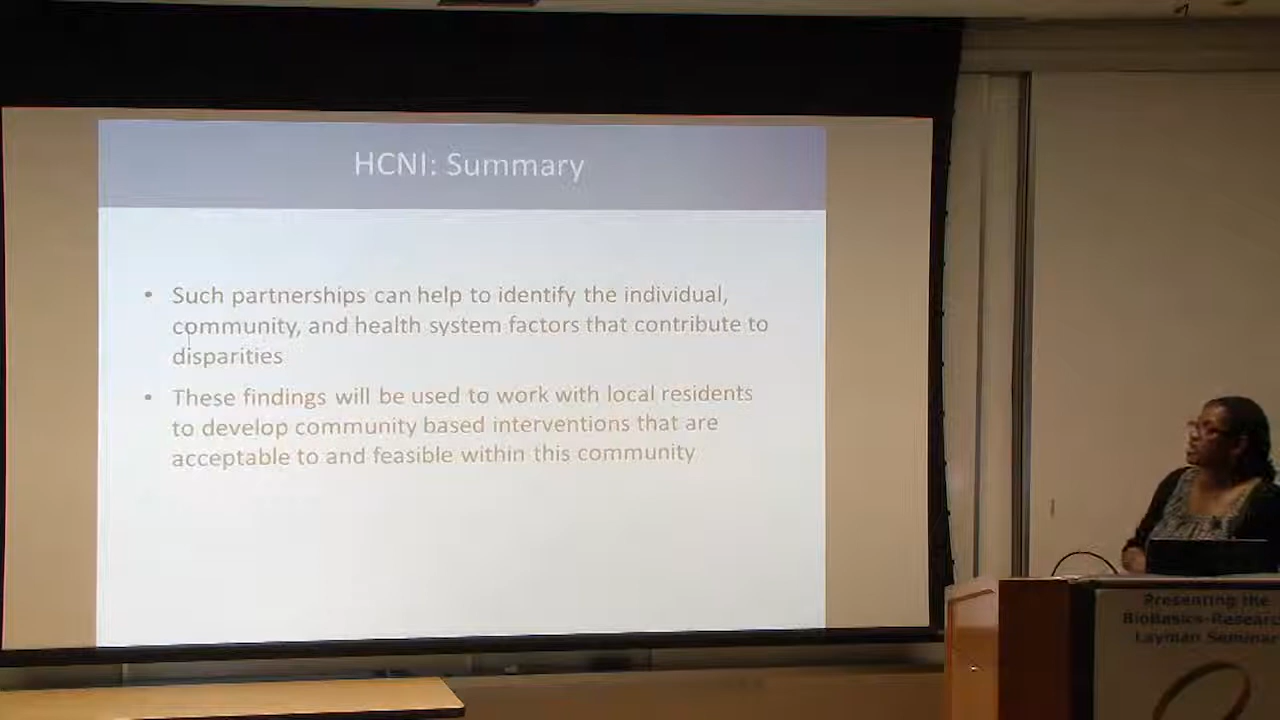 HCNI: Summary
• Such partnerships can help to identify the individual,
community, and health system factors that contribute to
disparities
• These findings will be used to work with local residents
to develop community based interventions that are
acceptable to and feasible within this community
Presenting the
BioBasics-Research
Layman Seminar